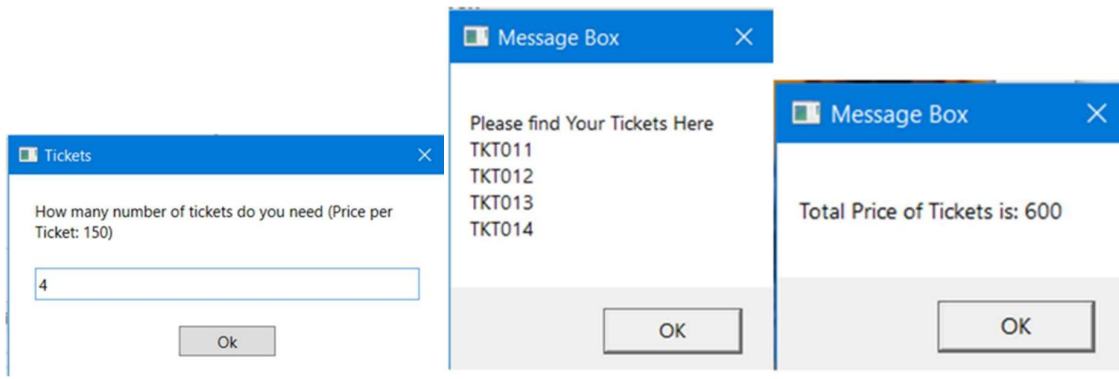 Tickets
How many number of tickets do you need (Price per
Ticket: 150)
4
Ok
Message Box
Please find Your Tickets Here
TKT011
TKT012
TKT013
TKT014
OK
Message Box
Total Price of Tickets is: 600
OK